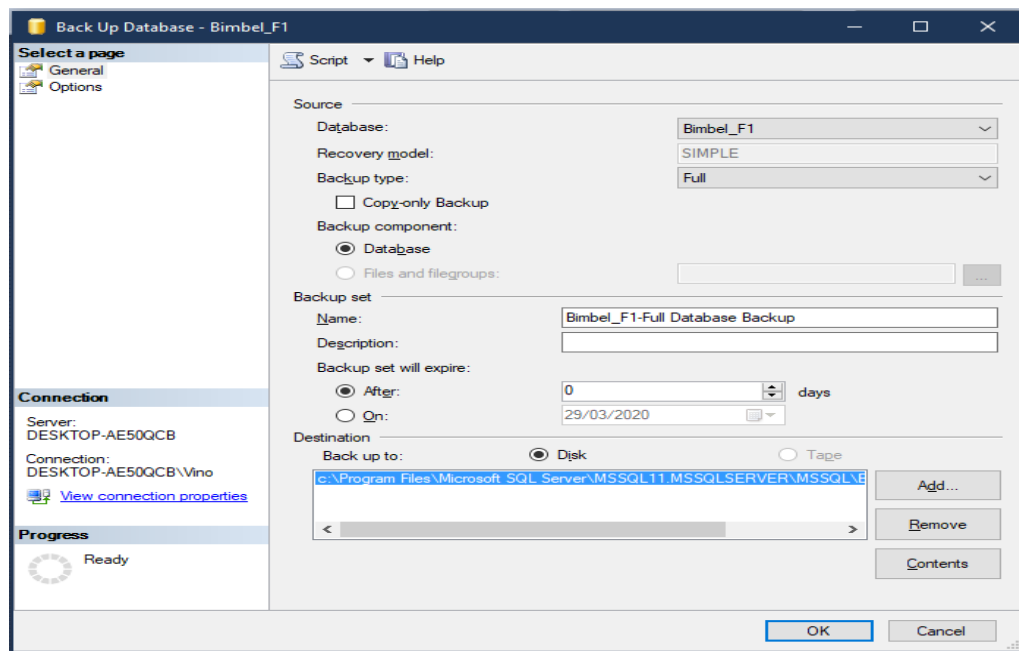 Back Up Database - Bimbel_F1
Select a page
General
Options
Script
Help
Source
Database:
Bimbel_F1
Recovery model:
SIMPLE
Backup type:
Full
Copy-only Backup
Backup component:
Database
Files and filegroups:
...
Backup set
Name:
Bimbel_F1-Full Database Backup
Description:
Backup set will expire:
After:
0
days
On:
29/03/2020
Destination
Back up to:
Disk
Tape
c:\Program Files\Microsoft SQL Server\MSSQL11.MSSQLSERVER\MSSQL\E
Add...
Remove
Contents
Connection
Server:
DESKTOP-AE50QCB
Connection:
DESKTOP-AE50QCB\Vino
View connection properties
Progress
Ready
OK
Cancel